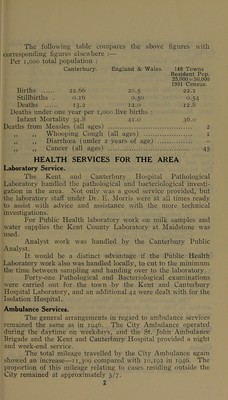 The following table compares the above figures with
corresponding figures elsewhere :—
Per 1,000 total population :
Canterbury England & Wales. 148 Towns
Resident Pop.
25,000 to 50,000
1931 Census.
Births ...... 22.66 20.5 22.2
Stillbirths 0.16 0.50 0.54
Deaths ...... 13.2 12.0 12.8
Deaths under one year per 1,000 live births :
Infant Mortality 54.8 41.0 36.0
Deaths from Measles (all ages) 2
,, ,, Whooping Cough (all ages) 2
,, ,, Diarrhœa (under 2 years of age) –
,, ,, Cancer (all ages) 43
HEALTH SERVICES FOR THE AREA
Laboratory Service.
The Kent and Canterbury Hospital Pathological
Laboratory handled the pathological and bacteriological investi-
gation in the area. Not only was a good service provided, but
the laboratory staff under Dr. E. Morris were at all times ready
to assist with advice and assistance with the more technical
investigations.
For Public Health laboratory work on milk samples and
water supplies the Kent County Laboratory at Maidstone was
used.
Analyst work was handled by the Canterbury Public
Analyst.
It would be a distinct advantage if the Public Health
Laboratory work also was handled locally, to cut to the minimum
the time between sampling and handing over to the laboratory.
Forty-one Pathological and Bacteriological examinations
were carried out for the town by the Kent and Canterbury
Hospital Laboratory, and an additional 42 were dealt with for the
Isolation Hospital.
Ambulance Services.
The general arrangements in regard to ambulance services
remained the same as in 1946. The City Ambulance operated
during the daytime on weekdays, and the St. John Ambulance
Brigade and the Kent and Canterbury Hospital provided a night
and week-end service.
The total mileage travelled by the City Ambulance again
showed an increase—11,309 compared with 10,192 in 1946. The
proportion of this mileage relating to cases residing outside the
City remained at approximately 3/7.
2